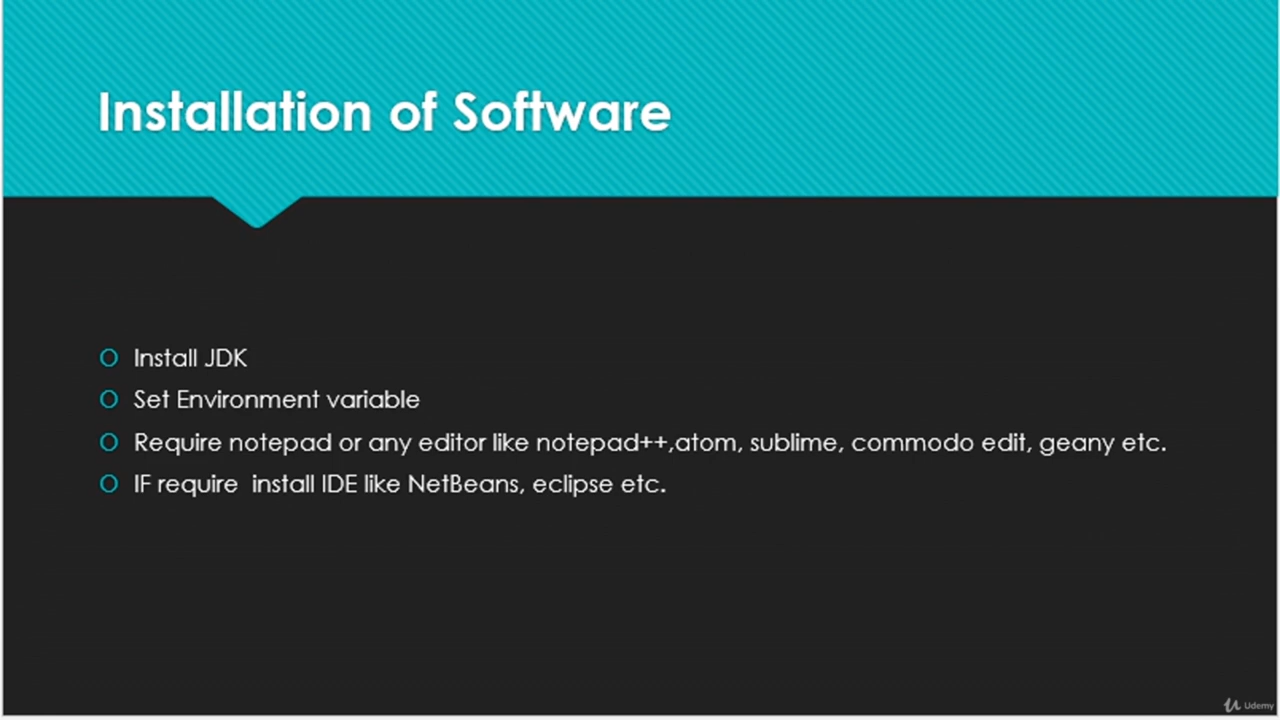 Installation of Software
Install JDK
Set Environment variable
Require notepad or any editor like notepad++,atom, sublime, commodo edit, geany etc.
IF require  install IDE like NetBeans, eclipse etc.
Udemy